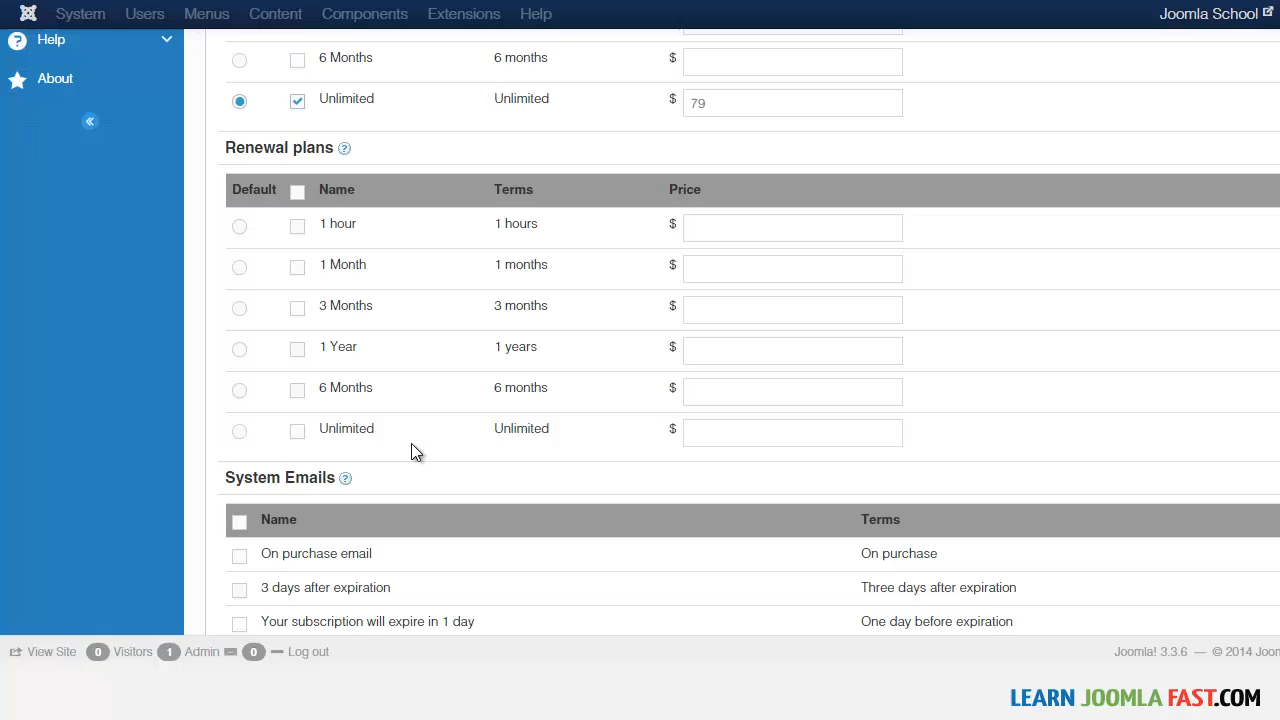 System Users Menus Content Components Extensions Help Joomla School
Help
About
6 Months 6 months $
Unlimited Unlimited $ 79
Renewal plans ?
Default Name Terms Price
1 hour 1 hours $
1 Month 1 months $
3 Months 3 months $
1 Year 1 years $
6 Months 6 months $
Unlimited Unlimited $
System Emails ?
Name Terms
On purchase email On purchase
3 days after expiration Three days after expiration
Your subscription will expire in 1 day One day before expiration
View Site 0 Visitors 1 Admin 0 Log out Joomla! 3.3.6 — © 2014 Joom
LEARN JOOMLA FAST.COM